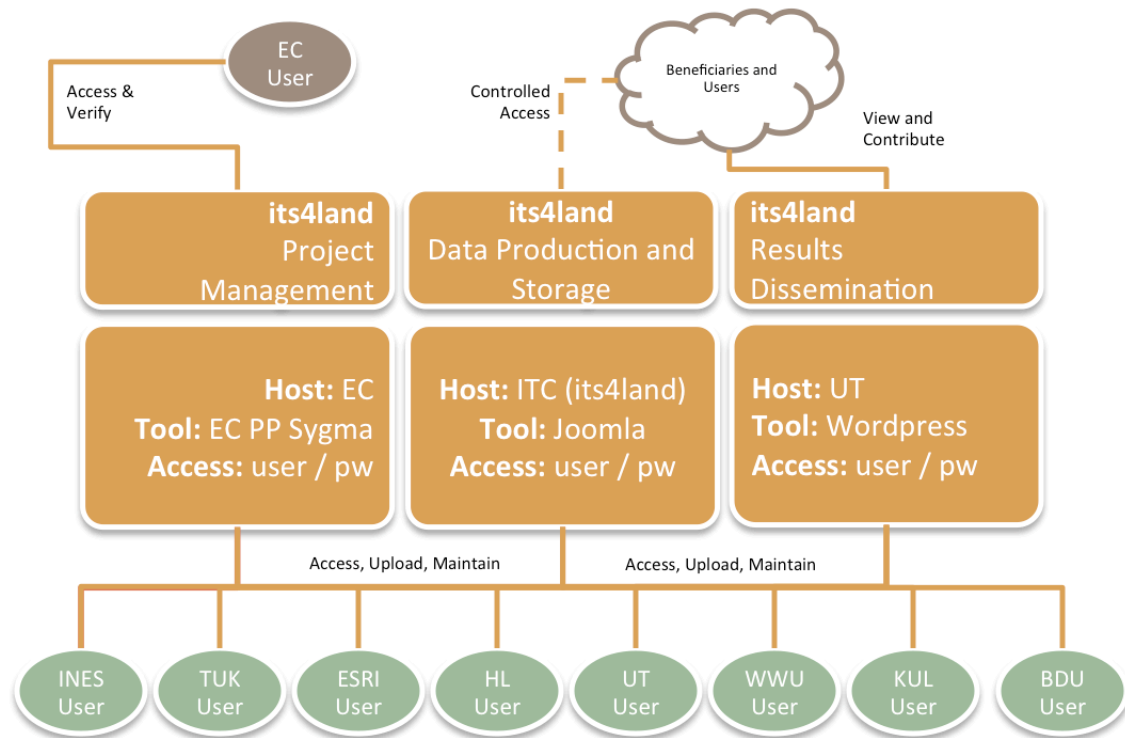 EC
User
Access &
Verify
Controlled
Access
Beneficiaries and
Users
View and
Contribute
its4land
Project
Management
its4land
Data Production and
Storage
its4land
Results
Dissemination
Host: EC
Tool: EC PP Sygma
Access: user / pw
Host: ITC (its4land)
Tool: Joomla
Access: user / pw
Host: UT
Tool: Wordpress
Access: user / pw
Access, Upload, Maintain
Access, Upload, Maintain
INES
User
TUK
User
ESRI
User
HL
User
UT
User
WWU
User
KUL
User
BDU
User